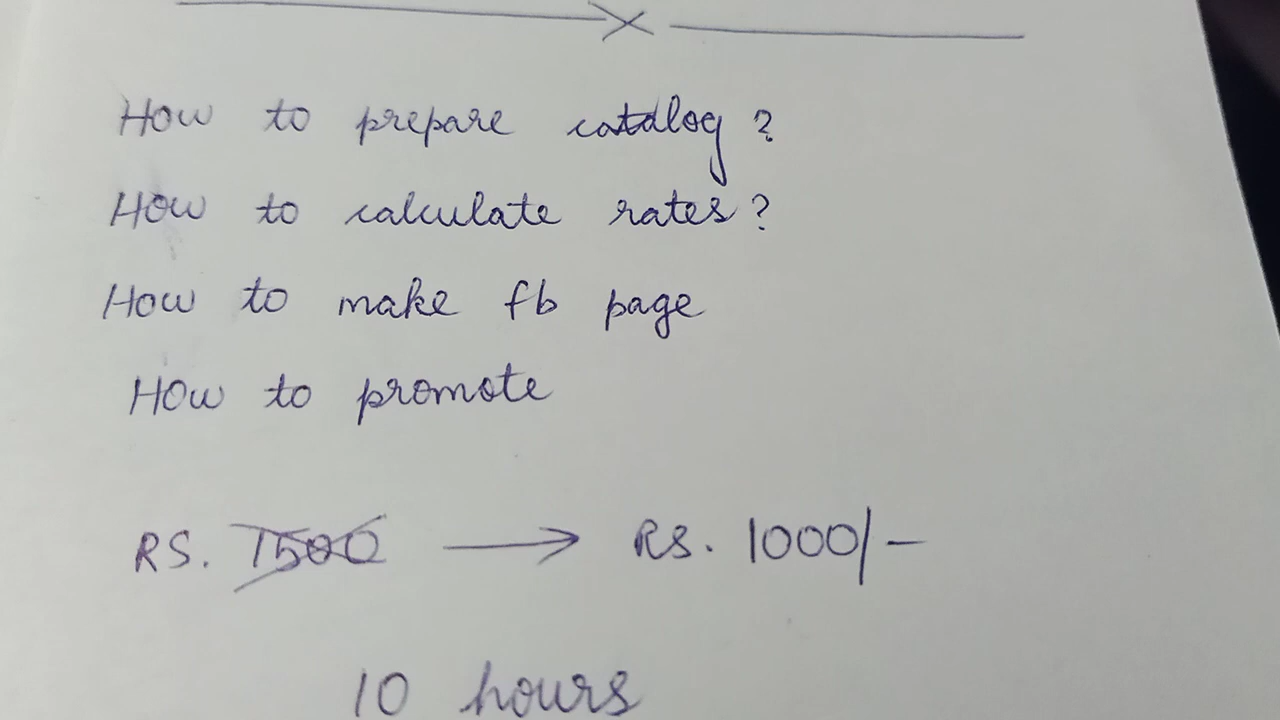 How to prepare catalog ?
How to calculate rates ?
How to make fb page
How to promote
RS. 1500 → RS. 1000/-
10 hours